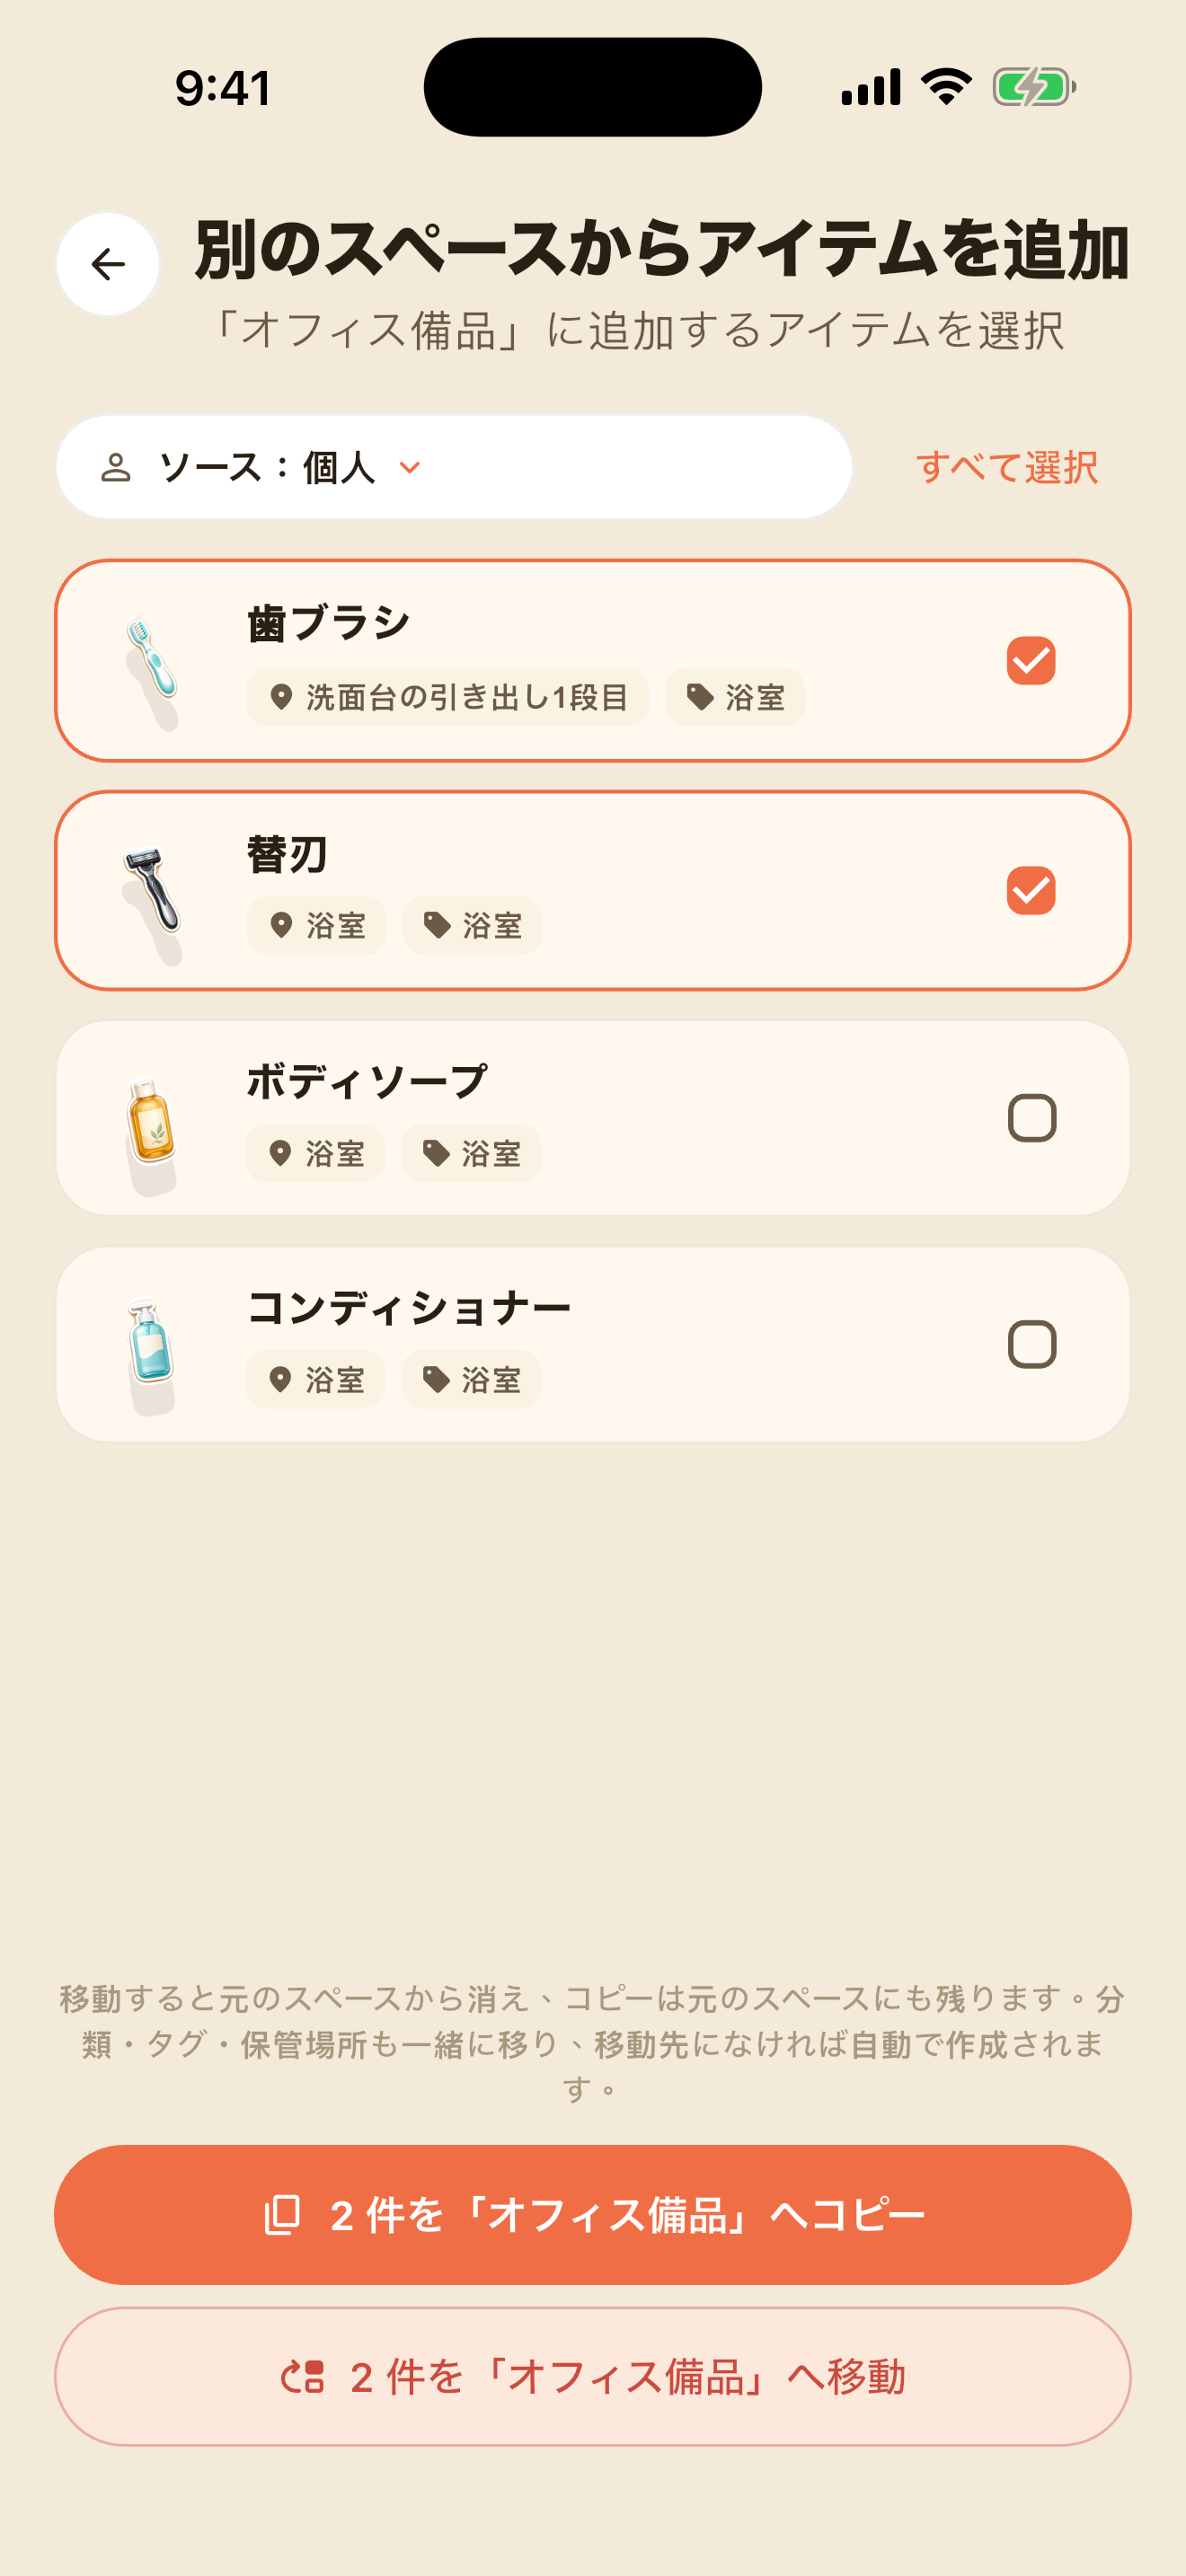 9:41
別のスペースからアイテムを追加
「オフィス備品」に追加するアイテムを選択
ソース：個人
すべて選択
歯ブラシ
洗面台の引き出し1段目
浴室
替刃
浴室
浴室
ボディソープ
浴室
浴室
コンディショナー
浴室
浴室
移動すると元のスペースから消え、コピーは元のスペースにも残ります。分
類・タグ・保管場所も一緒に移り、移動先になければ自動で作成されま
す。
2 件を「オフィス備品」へコピー
2 件を「オフィス備品」へ移動